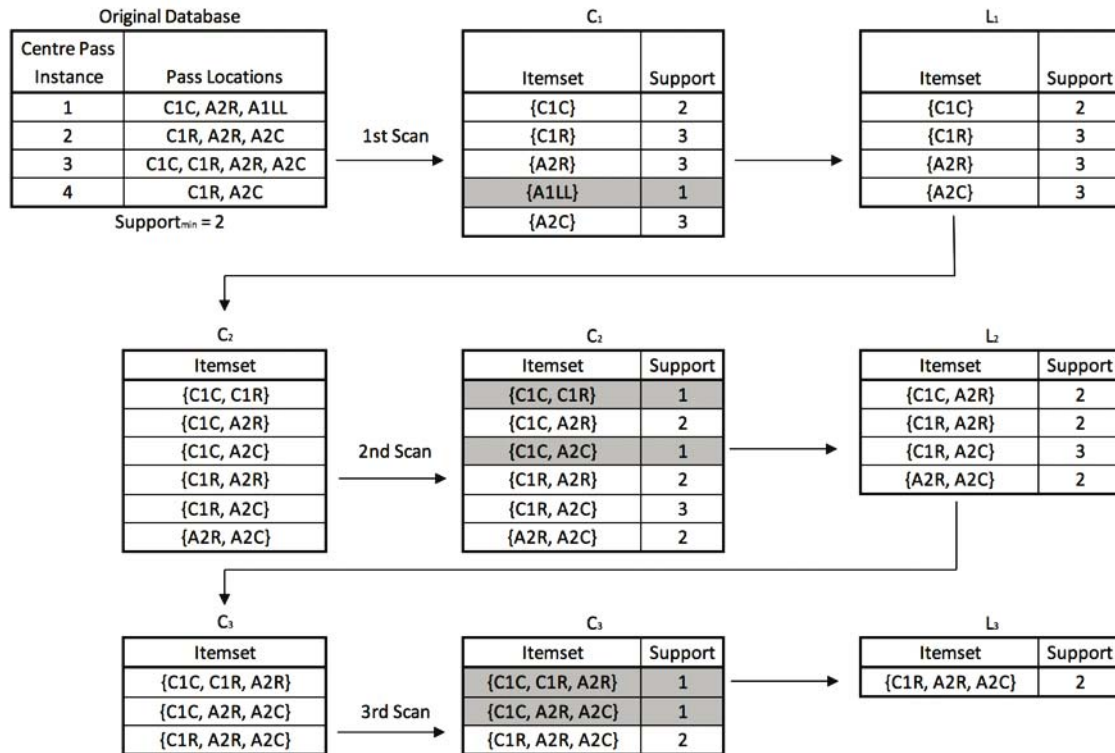 Original Database
Centre Pass Instance | Pass Locations
1 | C1C, A2R, A1LL
2 | C1R, A2R, A2C
3 | C1C, C1R, A2R, A2C
4 | C1R, A2C
Supportmin = 2
1st Scan
C1
Itemset | Support
{C1C} | 2
{C1R} | 3
{A2R} | 3
{A1LL} | 1
{A2C} | 3
L1
Itemset | Support
{C1C} | 2
{C1R} | 3
{A2R} | 3
{A2C} | 3
C2
Itemset
{C1C, C1R}
{C1C, A2R}
{C1C, A2C}
{C1R, A2R}
{C1R, A2C}
{A2R, A2C}
2nd Scan
C2
Itemset | Support
{C1C, C1R} | 1
{C1C, A2R} | 2
{C1C, A2C} | 1
{C1R, A2R} | 2
{C1R, A2C} | 3
{A2R, A2C} | 2
L2
Itemset | Support
{C1C, A2R} | 2
{C1R, A2R} | 2
{C1R, A2C} | 3
{A2R, A2C} | 2
C3
Itemset
{C1C, C1R, A2R}
{C1C, A2R, A2C}
{C1R, A2R, A2C}
3rd Scan
C3
Itemset | Support
{C1C, C1R, A2R} | 1
{C1C, A2R, A2C} | 1
{C1R, A2R, A2C} | 2
L3
Itemset | Support
{C1R, A2R, A2C} | 2